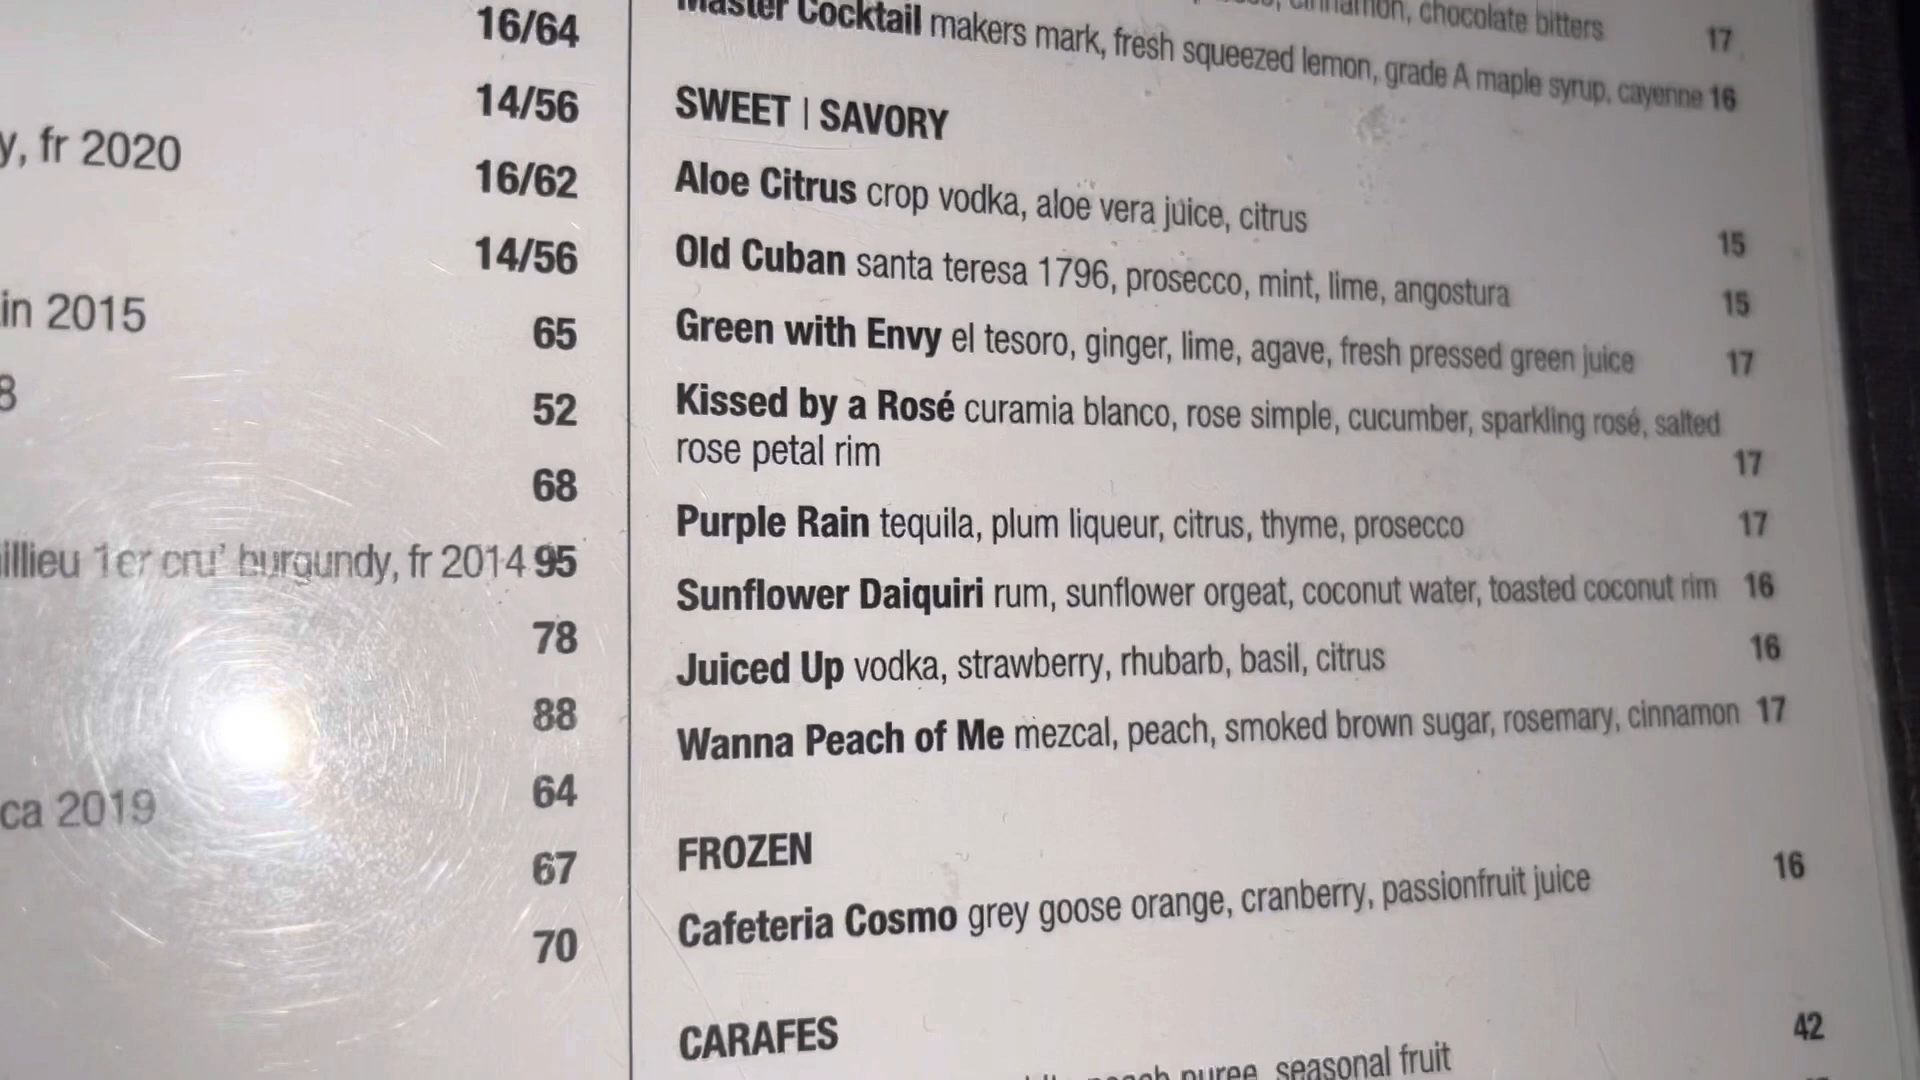 16/64
14/56
y, fr 2020
16/62
14/56
in 2015
65
8
52
68
illieu 1er cru' burgundy, fr 2014 95
78
88
ca 2019
64
67
70
cinnamon, chocolate bitters 17
Master Cocktail makers mark, fresh squeezed lemon, grade A maple syrup, cayenne 16
SWEET | SAVORY
Aloe Citrus crop vodka, aloe vera juice, citrus 15
Old Cuban santa teresa 1796, prosecco, mint, lime, angostura 15
Green with Envy el tesoro, ginger, lime, agave, fresh pressed green juice 17
Kissed by a Rosé curamia blanco, rose simple, cucumber, sparkling rosé, salted
rose petal rim 17
Purple Rain tequila, plum liqueur, citrus, thyme, prosecco 17
Sunflower Daiquiri rum, sunflower orgeat, coconut water, toasted coconut rim 16
Juiced Up vodka, strawberry, rhubarb, basil, citrus 16
Wanna Peach of Me mezcal, peach, smoked brown sugar, rosemary, cinnamon 17
FROZEN
Cafeteria Cosmo grey goose orange, cranberry, passionfruit juice 16
CARAFES
peach puree, seasonal fruit 42